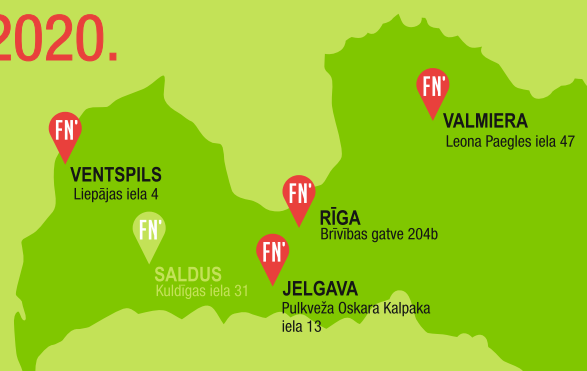 2020.
FN'
VALMIERA
Leona Paegles iela 47
FN'
VENTSPILS
Liepājas iela 4
FN'
RĪGA
Brīvības gatve 204b
FN'
SALDUS
Kuldīgas iela 31
FN'
JELGAVA
Pulkveža Oskara Kalpaka
iela 13